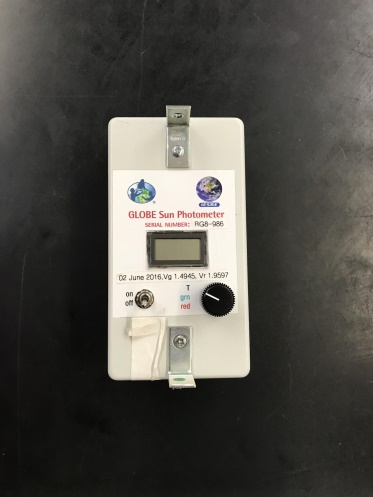 GLOBE Sun Photometer
SERIAL NUMBER: RG8-986
02 June 2016,Vg 1.4945, Vr 1.9597
on
off
T
grn
red